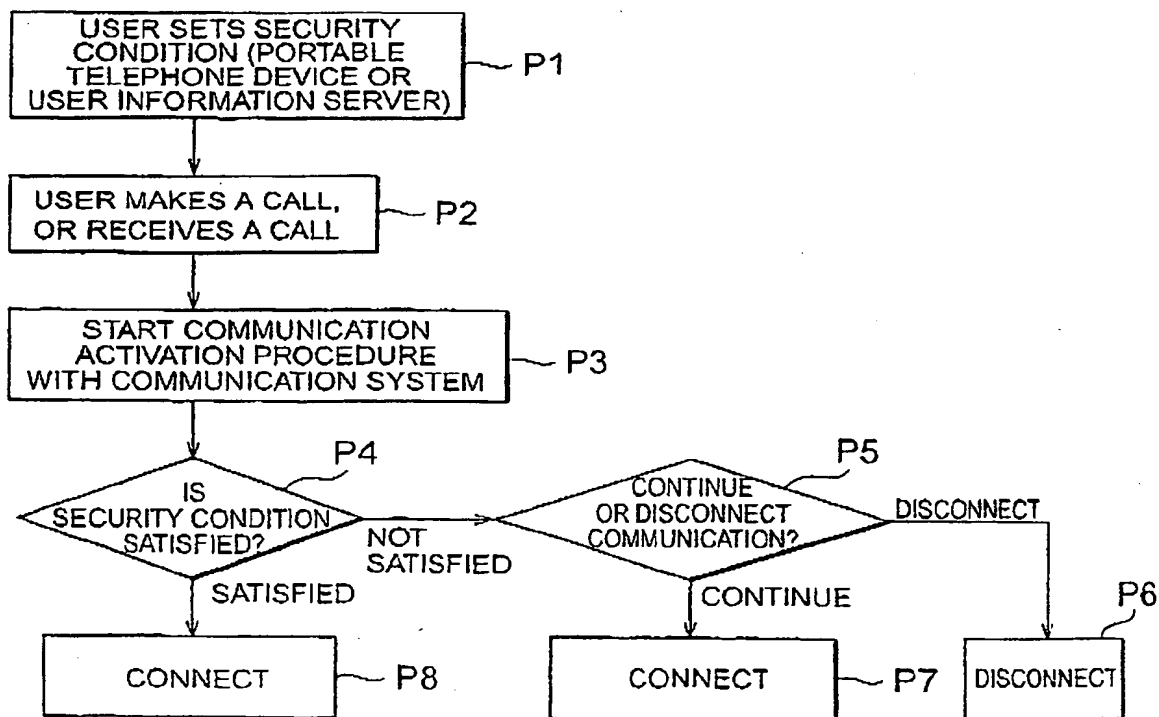 USER SETS SECURITY
CONDITION (PORTABLE
TELEPHONE DEVICE OR
USER INFORMATION SERVER)
P1
USER MAKES A CALL,
OR RECEIVES A CALL
P2
START COMMUNICATION
ACTIVATION PROCEDURE
WITH COMMUNICATION SYSTEM
P3
P4
IS
SECURITY CONDITION
SATISFIED?
NOT
SATISFIED
SATISFIED
P5
CONTINUE
OR DISCONNECT
COMMUNICATION?
DISCONNECT
CONTINUE
P6
CONNECT
P8
CONNECT
P7
DISCONNECT